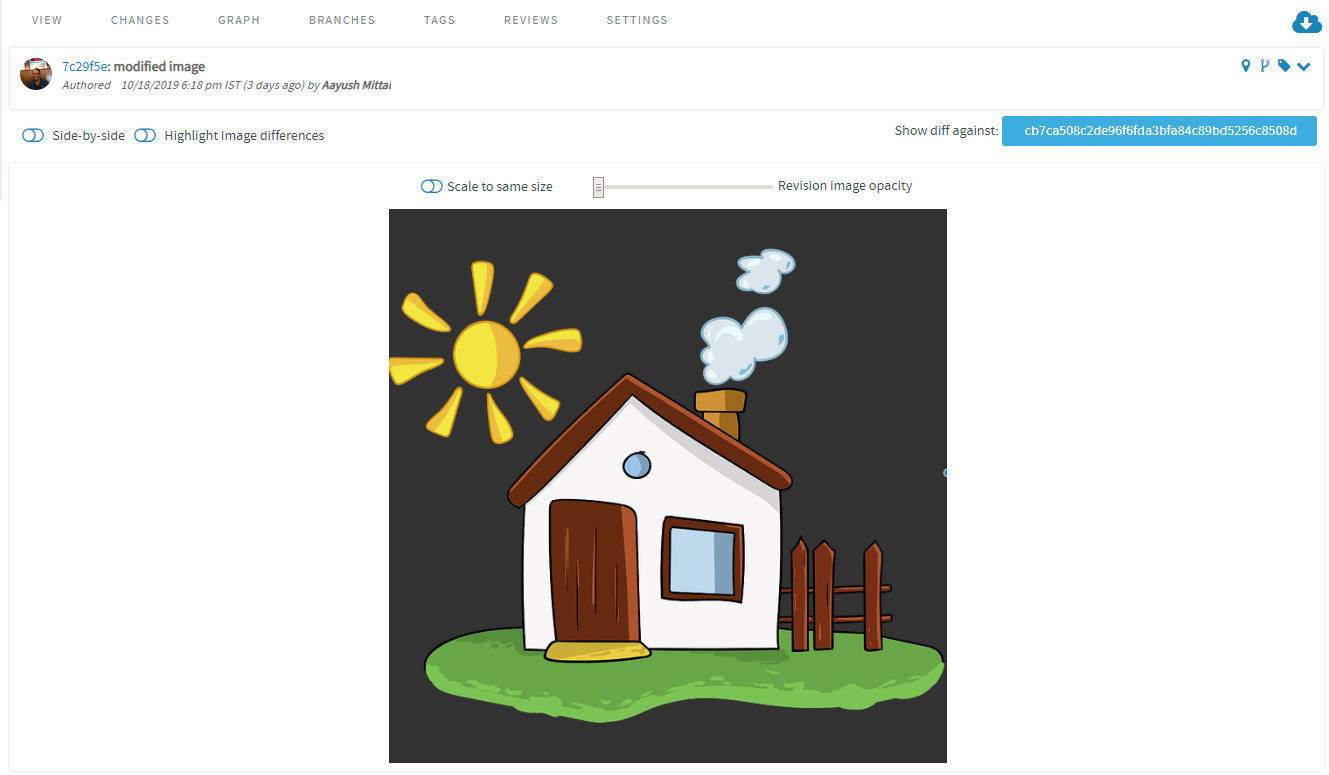 VIEW CHANGES GRAPH BRANCHES TAGS REVIEWS SETTINGS
7c29f5e: modified image
Authored 10/18/2019 6:18 pm IST (3 days ago) by Aayush Mittal
Side-by-side Highlight Image differences Show diff against: cb7ca508c2de96f6fda3bfa84c89bd5256c8508d
Scale to same size Revision image opacity